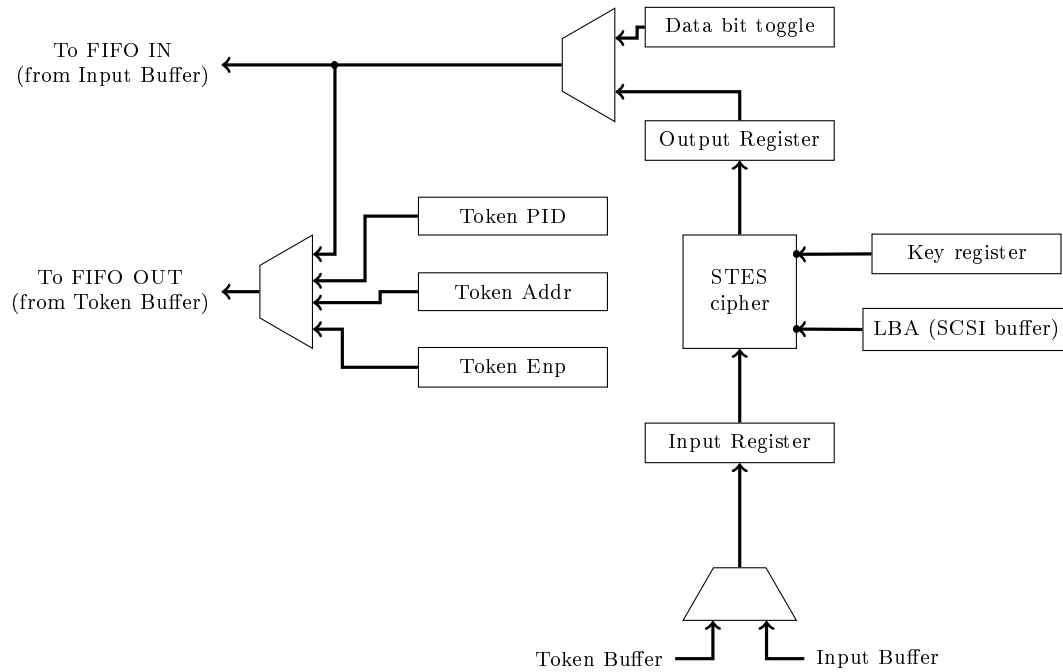 Data bit toggle
To FIFO IN
(from Input Buffer)
Output Register
Token PID
STES
cipher
Key register
To FIFO OUT
(from Token Buffer)
Token Addr
LBA (SCSI buffer)
Token Enp
Input Register
Token Buffer
Input Buffer